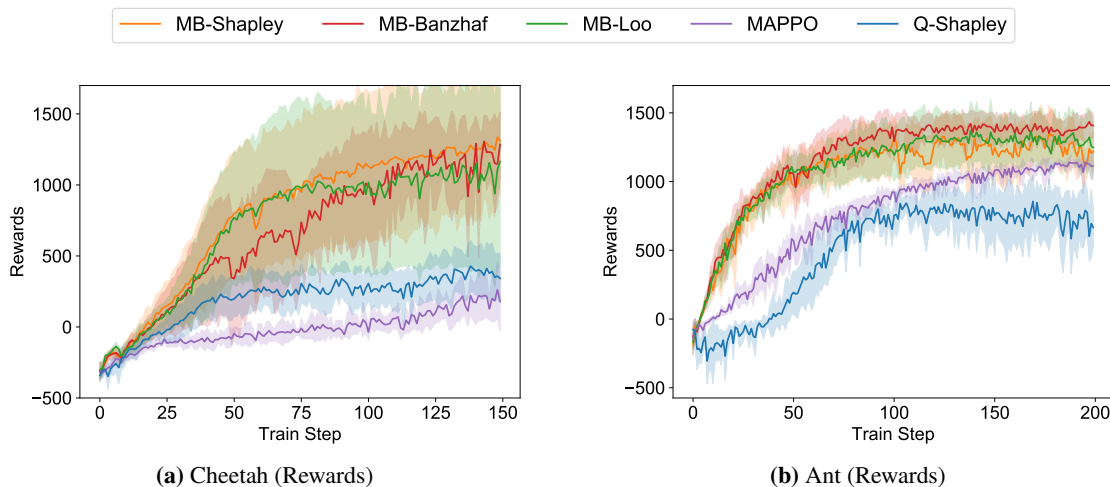 MB-Shapley MB-Banzhaf MB-Loo MAPPO Q-Shapley
1500
1000
500
0
−500
Rewards
0 25 50 75 100 125 150
Train Step
(a) Cheetah (Rewards)
1500
1000
500
0
−500
Rewards
0 50 100 150 200
Train Step
(b) Ant (Rewards)